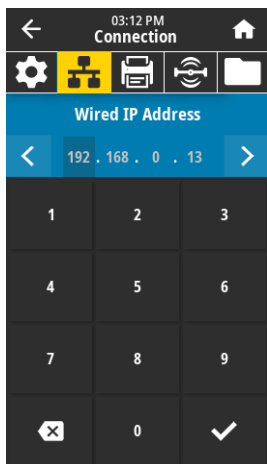 03:12 PM
Connection
Wired IP Address
192 . 168 . 0 . 13
1 2 3
4 5 6
7 8 9
0